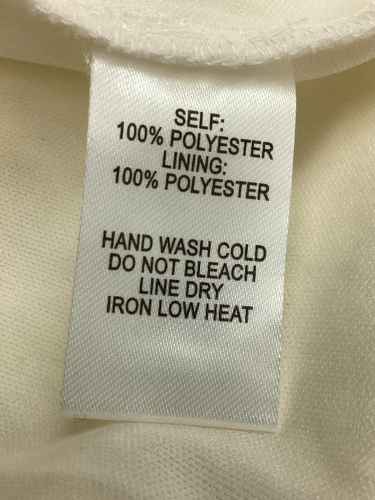 SELF:
100% POLYESTER
LINING:
100% POLYESTER
HAND WASH COLD
DO NOT BLEACH
LINE DRY
IRON LOW HEAT